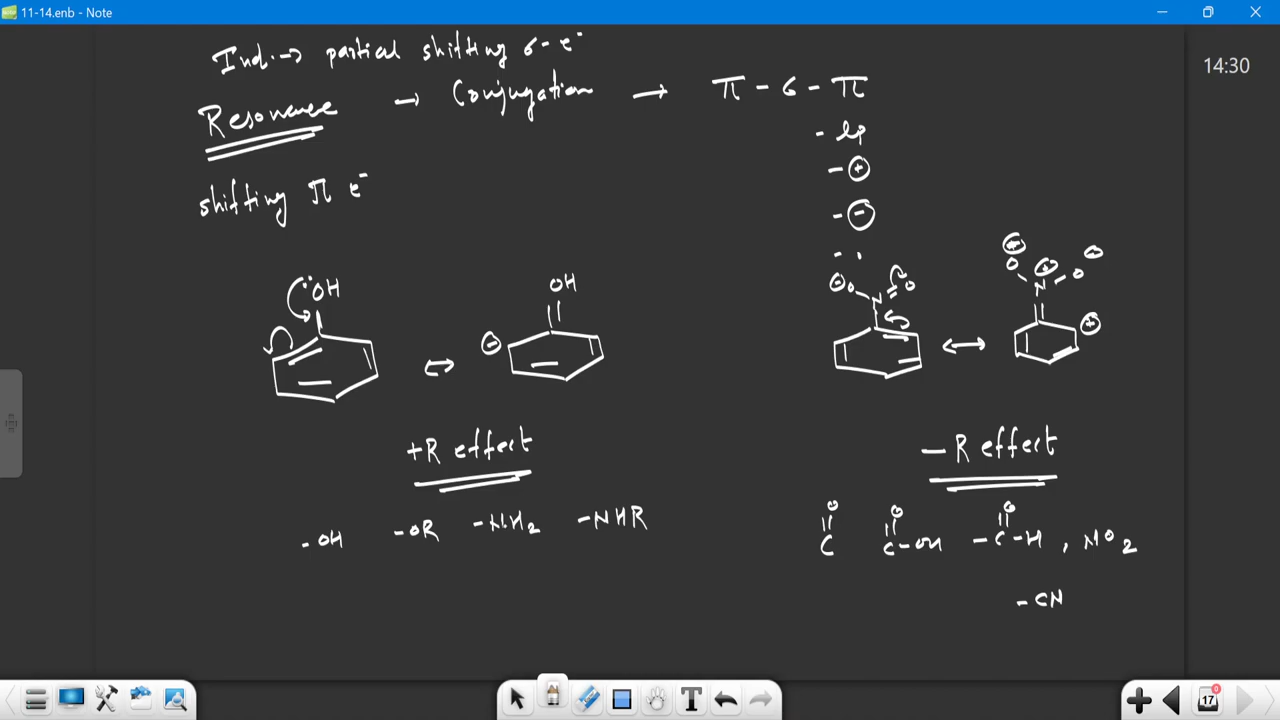 11-14.enb - Note
14:30
Ind.→ partial shifting σ-e⁻
Resonance → Conjugation → π - σ - π
- lp
- ⊕
- ⊖
- ..
shifting π e⁻
:OH ↔ ⊖ OH
⊖O N O ↔ ⊕ O N ⊕ O ⊖ ⊕
+R effect
- R effect
- OH -OR -NH₂ -NHR
O || C O || C-OH O || -C-H , NO₂
- CN
T
17